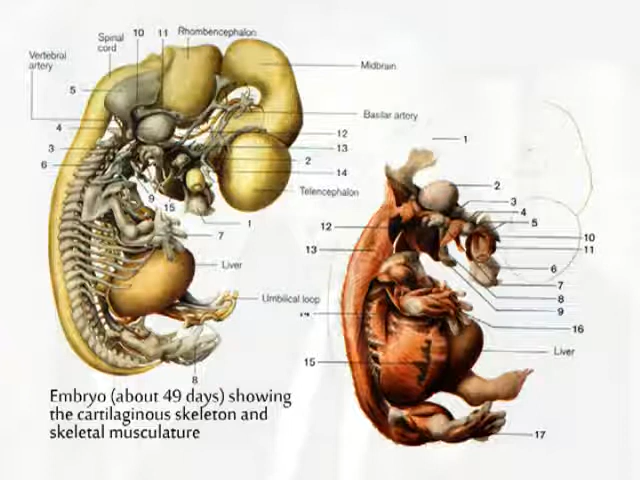 Spinal
cord
10
11
Rhombencephalon
Vertebral
artery
Midbrain
5
Basilar artery
4
12
3
13
6
2
14
Telencephalon
9
15
1
7
Liver
Umbilical loop
8
Embryo (about 49 days) showing
the cartilaginous skeleton and
skeletal musculature
1
2
3
4
5
12
10
13
11
6
7
8
9
14
16
Liver
15
17